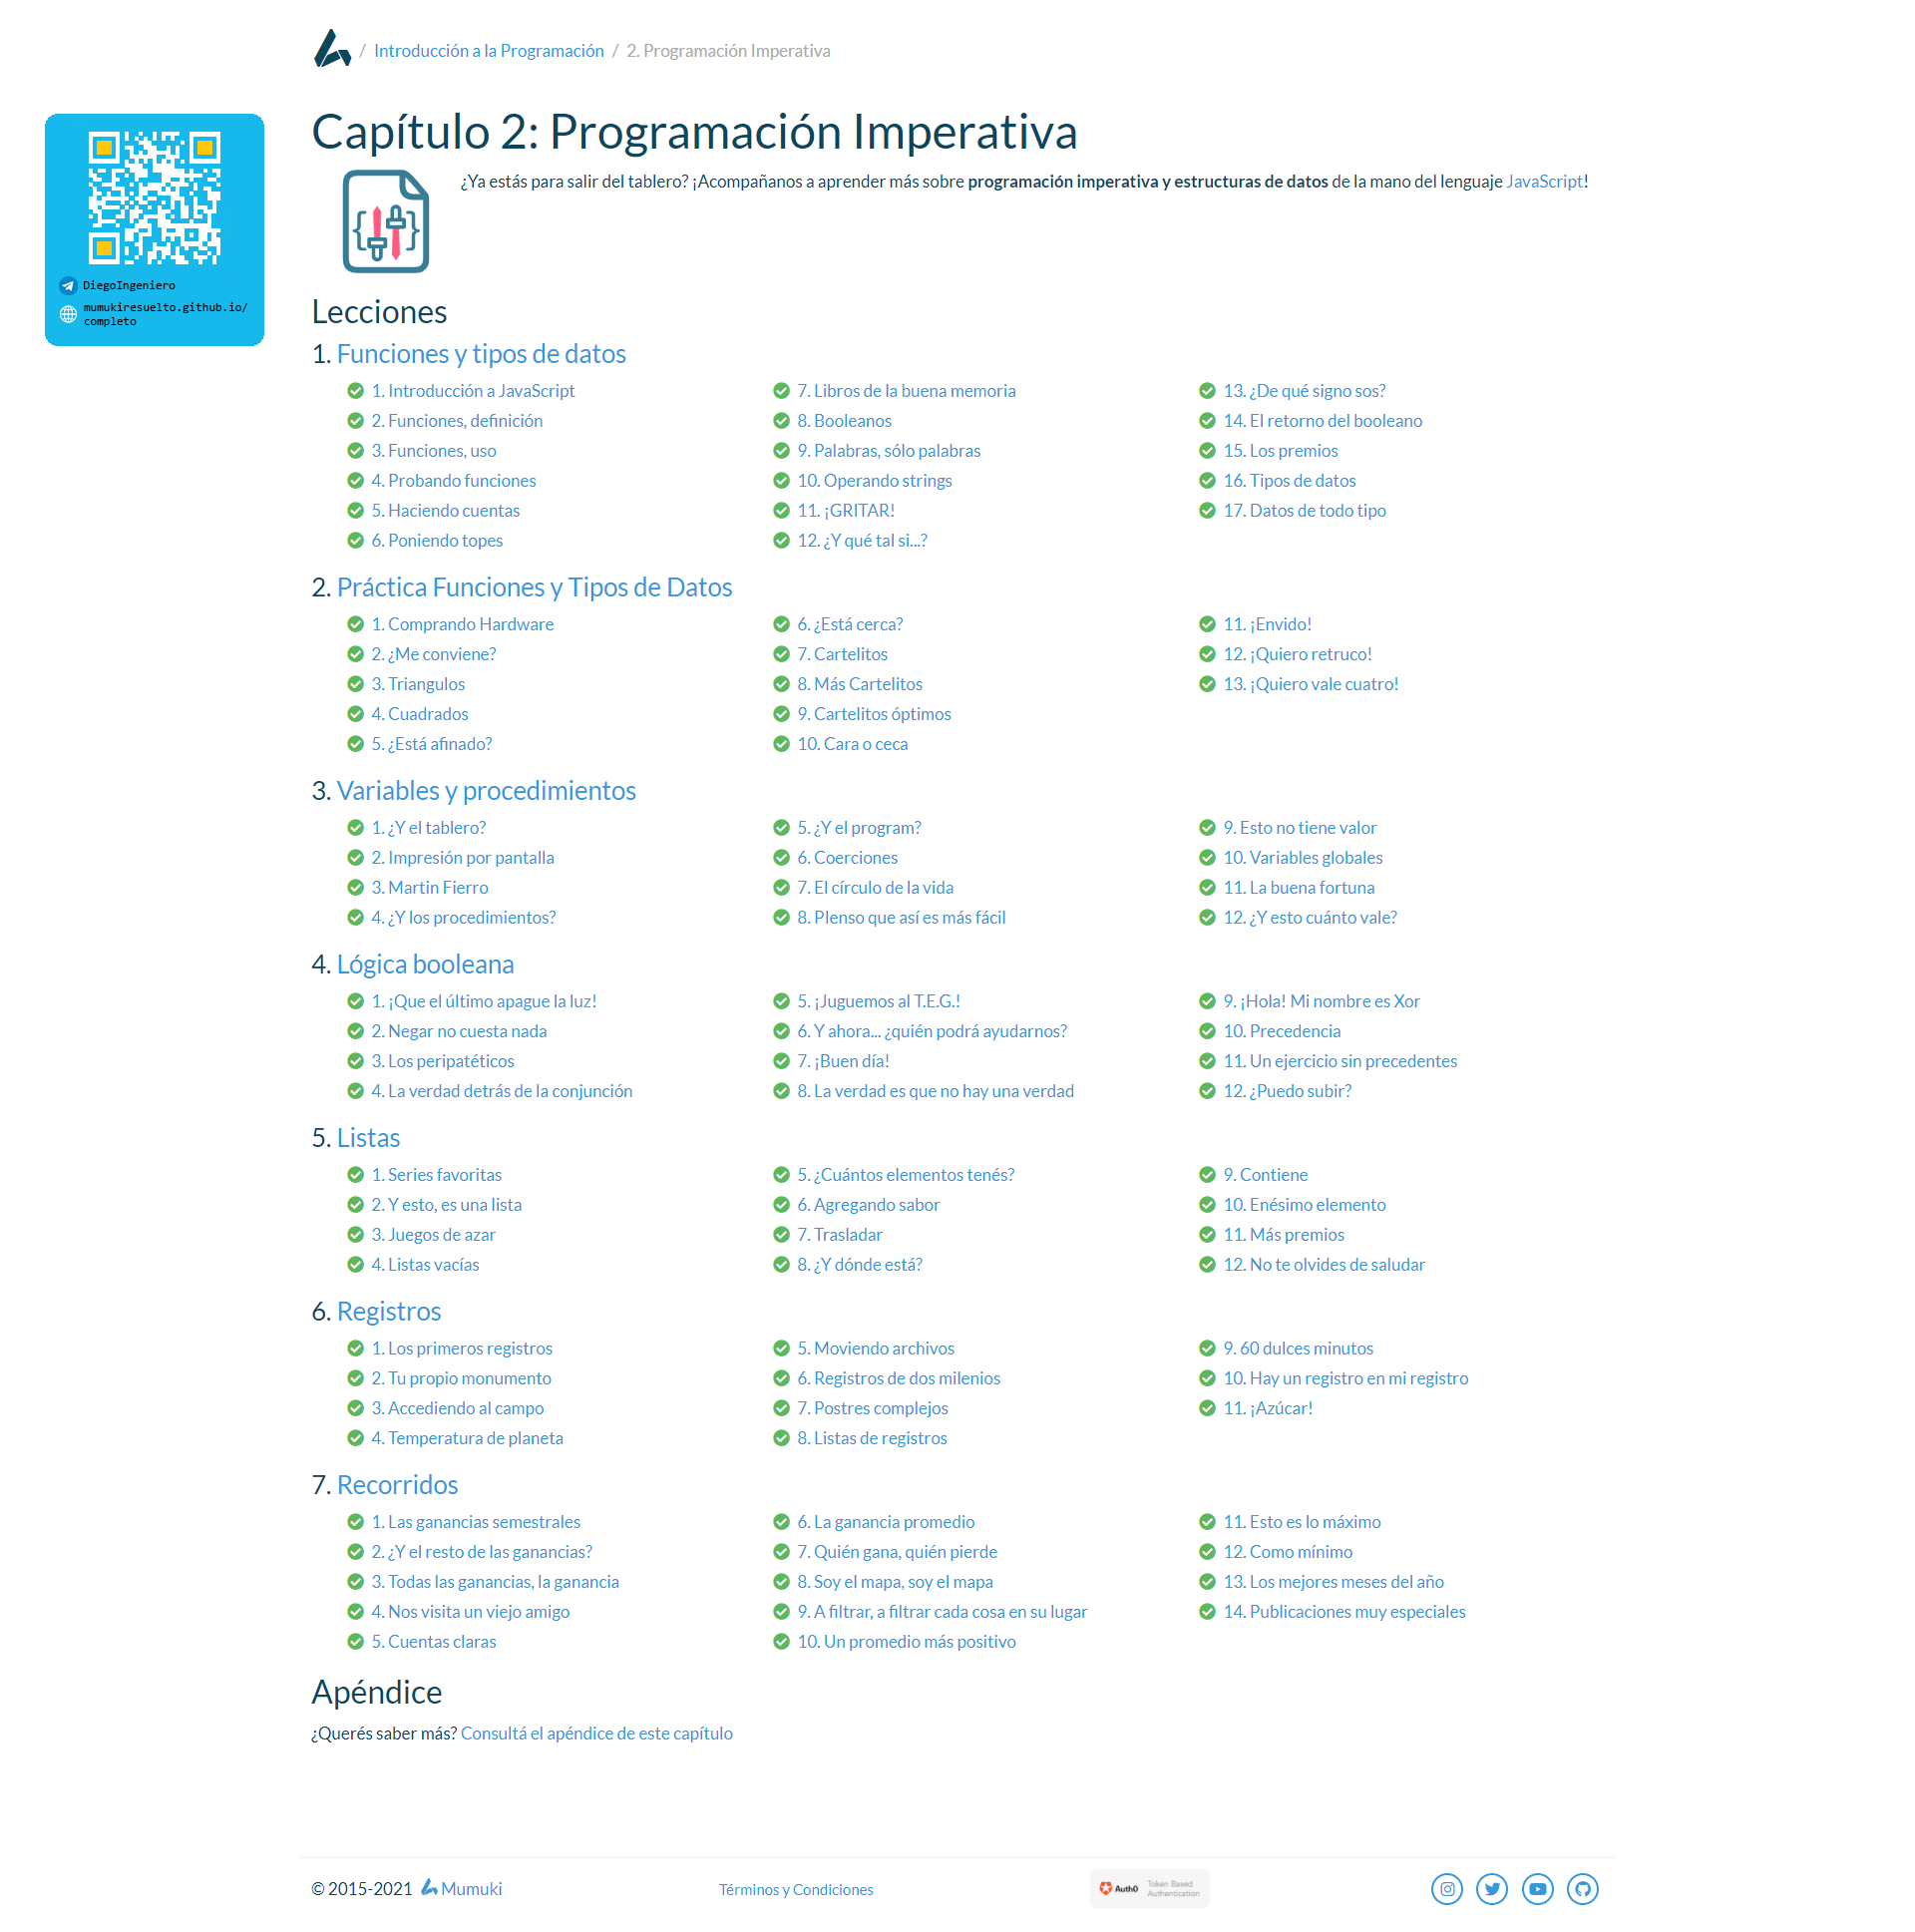 / Introducción a la Programación / 2. Programación Imperativa
DiegoIngeniero
mumukiresuelto.github.io/
completo
Capítulo 2: Programación Imperativa
¿Ya estás para salir del tablero? ¡Acompañanos a aprender más sobre programación imperativa y estructuras de datos de la mano del lenguaje JavaScript!
Lecciones
1. Funciones y tipos de datos
1. Introducción a JavaScript
2. Funciones, definición
3. Funciones, uso
4. Probando funciones
5. Haciendo cuentas
6. Poniendo topes
7. Libros de la buena memoria
8. Booleanos
9. Palabras, sólo palabras
10. Operando strings
11. ¡GRITAR!
12. ¿Y qué tal si...?
13. ¿De qué signo sos?
14. El retorno del booleano
15. Los premios
16. Tipos de datos
17. Datos de todo tipo
2. Práctica Funciones y Tipos de Datos
1. Comprando Hardware
2. ¿Me conviene?
3. Triangulos
4. Cuadrados
5. ¿Está afinado?
6. ¿Está cerca?
7. Cartelitos
8. Más Cartelitos
9. Cartelitos óptimos
10. Cara o ceca
11. ¡Envido!
12. ¡Quiero retruco!
13. ¡Quiero vale cuatro!
3. Variables y procedimientos
1. ¿Y el tablero?
2. Impresión por pantalla
3. Martin Fierro
4. ¿Y los procedimientos?
5. ¿Y el program?
6. Coerciones
7. El círculo de la vida
8. PIenso que así es más fácil
9. Esto no tiene valor
10. Variables globales
11. La buena fortuna
12. ¿Y esto cuánto vale?
4. Lógica booleana
1. ¡Que el último apague la luz!
2. Negar no cuesta nada
3. Los peripatéticos
4. La verdad detrás de la conjunción
5. ¡Juguemos al T.E.G.!
6. Y ahora... ¿quién podrá ayudarnos?
7. ¡Buen día!
8. La verdad es que no hay una verdad
9. ¡Hola! Mi nombre es Xor
10. Precedencia
11. Un ejercicio sin precedentes
12. ¿Puedo subir?
5. Listas
1. Series favoritas
2. Y esto, es una lista
3. Juegos de azar
4. Listas vacías
5. ¿Cuántos elementos tenés?
6. Agregando sabor
7. Trasladar
8. ¿Y dónde está?
9. Contiene
10. Enésimo elemento
11. Más premios
12. No te olvides de saludar
6. Registros
1. Los primeros registros
2. Tu propio monumento
3. Accediendo al campo
4. Temperatura de planeta
5. Moviendo archivos
6. Registros de dos milenios
7. Postres complejos
8. Listas de registros
9. 60 dulces minutos
10. Hay un registro en mi registro
11. ¡Azúcar!
7. Recorridos
1. Las ganancias semestrales
2. ¿Y el resto de las ganancias?
3. Todas las ganancias, la ganancia
4. Nos visita un viejo amigo
5. Cuentas claras
6. La ganancia promedio
7. Quién gana, quién pierde
8. Soy el mapa, soy el mapa
9. A filtrar, a filtrar cada cosa en su lugar
10. Un promedio más positivo
11. Esto es lo máximo
12. Como mínimo
13. Los mejores meses del año
14. Publicaciones muy especiales
Apéndice
¿Querés saber más? Consultá el apéndice de este capítulo
© 2015-2021 Mumuki
Términos y Condiciones
Auth0
Token Based
Authentication